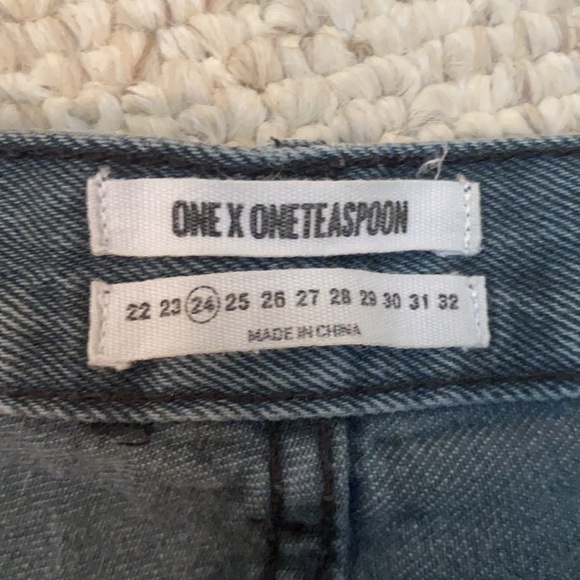 ONE X ONETEASPOON
22 23 24 25 26 27 28 29 30 31 32
MADE IN CHINA